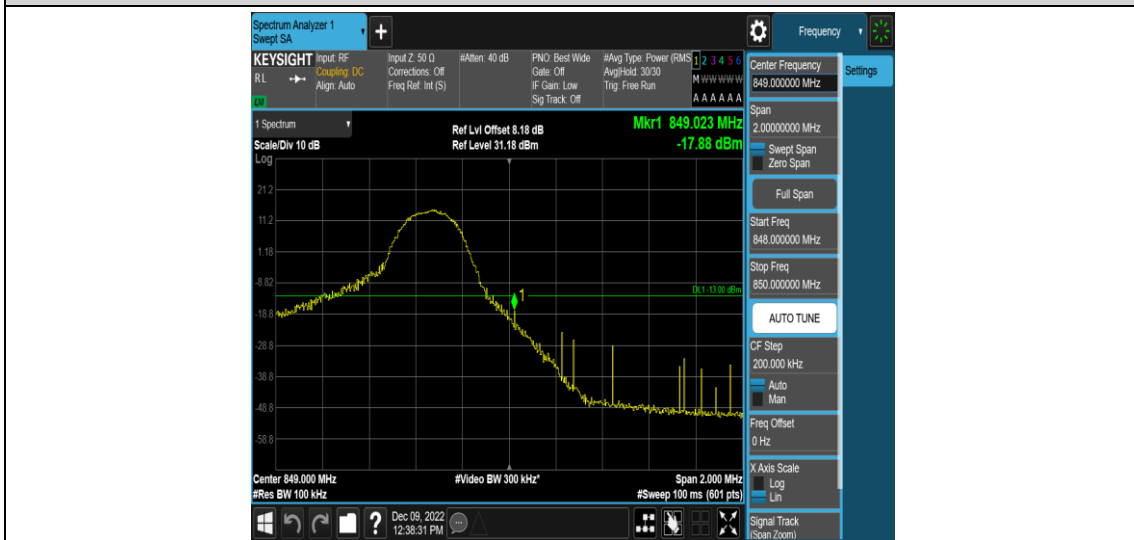 Spectrum Analyzer 1
Swept SA
+
Frequency
KEYSIGHT
RL
Input: RF
Coupling: DC
Align: Auto
Input Z: 50 Ω
Corrections: Off
Freq Ref: Int (S)
#Atten: 40 dB
PNO: Best Wide
Gate: Off
IF Gain: Low
Sig Track: Off
#Avg Type: Power (RMS
Avg|Hold: 30/30
Trig: Free Run
1 2 3 4 5 6
M W W W W W
A A A A A A
1 Spectrum
Scale/Div 10 dB
Log
Ref Lvl Offset 8.18 dB
Ref Level 31.18 dBm
Mkr1 849.023 MHz
-17.88 dBm
21.2
11.2
1.18
-8.82
-18.8
-28.8
-38.8
-48.8
-58.8
DL1 -13.00 dBm
1
Center 849.000 MHz
#Res BW 100 kHz
#Video BW 300 kHz*
Span 2.000 MHz
#Sweep 100 ms (601 pts)
?
Dec 09, 2022
12:38:31 PM
Center Frequency
849.000000 MHz
Span
2.00000000 MHz
Swept Span
Zero Span
Full Span
Start Freq
848.000000 MHz
Stop Freq
850.000000 MHz
AUTO TUNE
CF Step
200.000 kHz
Auto
Man
Freq Offset
0 Hz
X Axis Scale
Log
Lin
Signal Track
(Span Zoom)
Settings